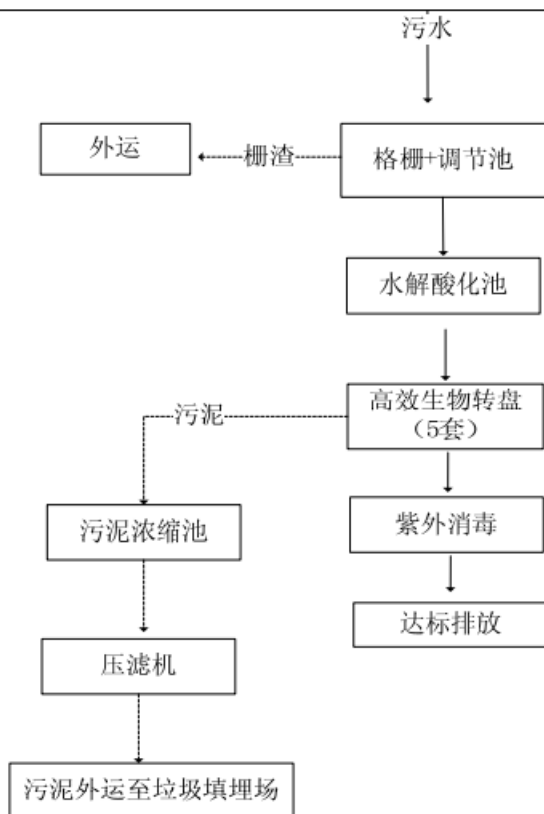 污水
外运
栅渣
格栅+调节池
水解酸化池
污泥
高效生物转盘
（5套）
污泥浓缩池
紫外消毒
达标排放
压滤机
污泥外运至垃圾填埋场